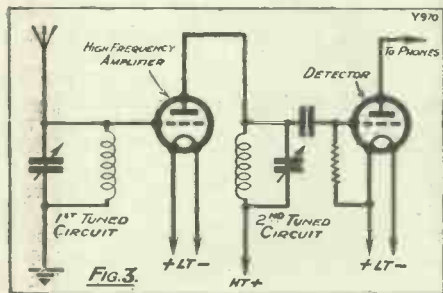 Y970
HIGH FREQUENCY
AMPLIFIER
TO PHONES
DETECTOR
1ST TUNED
CIRCUIT
2ND TUNED
CIRCUIT
+ LT -
HT+
+ LT -
FIG. 3.